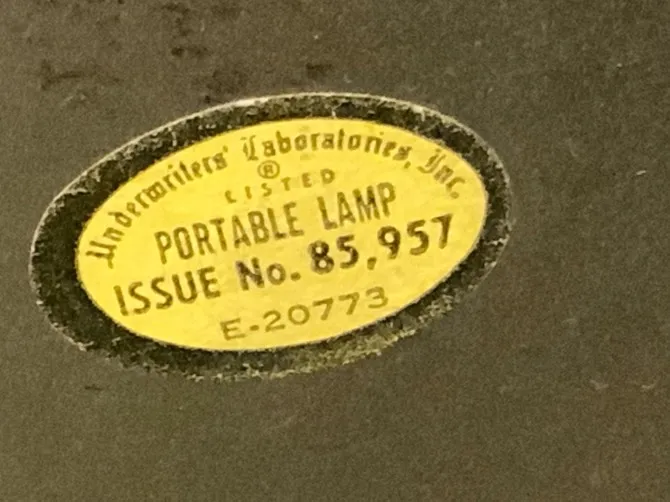 Underwriters' Laboratories, Inc.
®
LISTED
PORTABLE LAMP
ISSUE No. 85,957
E-20773